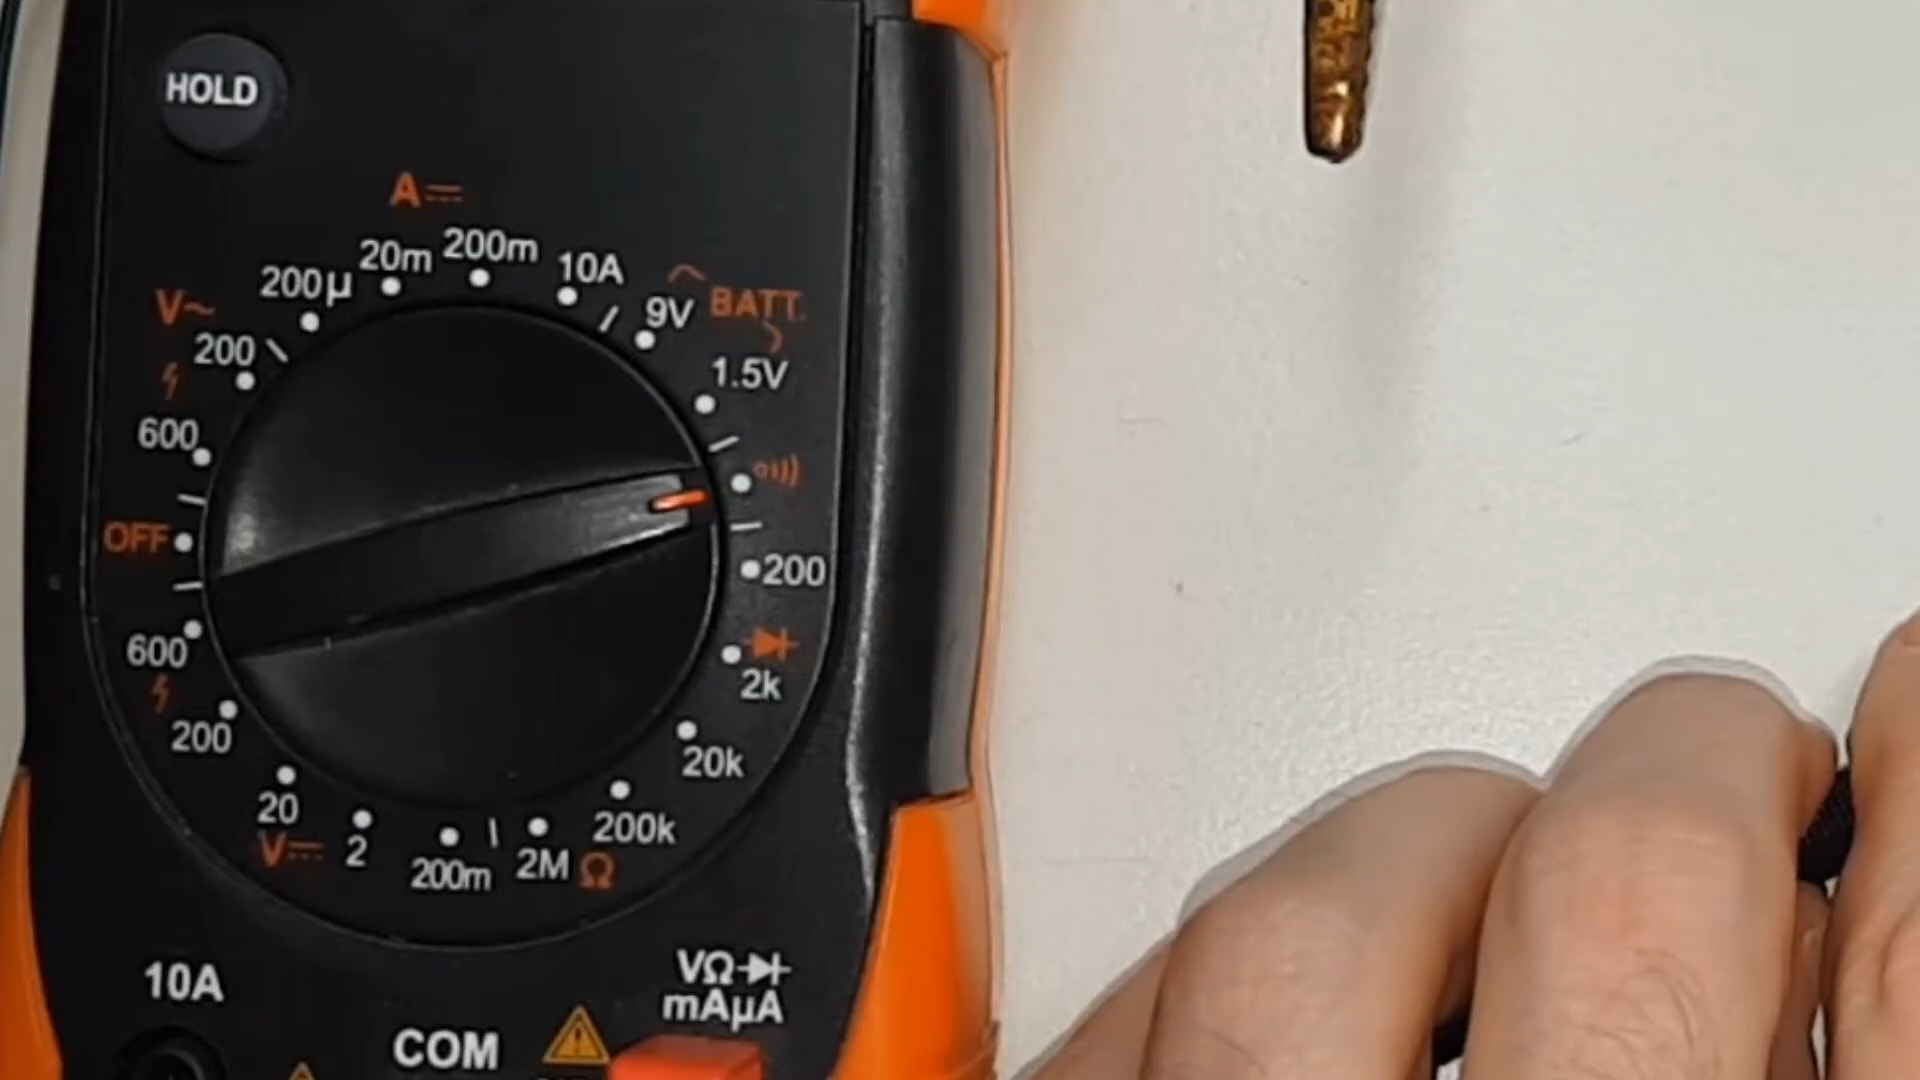 HOLD
A
20m 200m
200µ 10A
V~ 9V BATT.
200 1.5V
600
OFF 200
600 2k
200 20k
20 200k
V 2 200m 2M Ω
10A VΩ
mAµA
COM